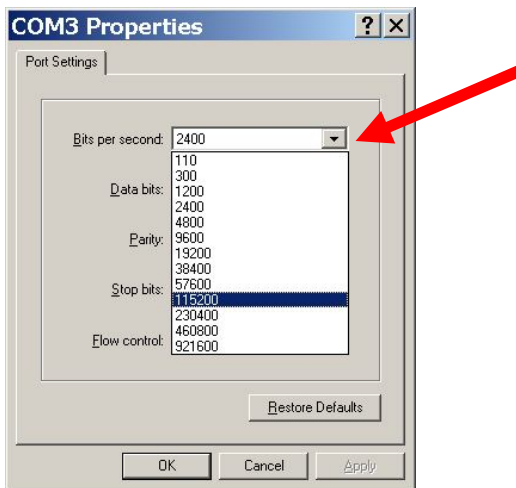 COM3 Properties
Port Settings
Bits per second: 2400
110
300
Data bits: 1200
2400
4800
Parity: 9600
19200
38400
Stop bits: 57600
115200
230400
Flow control: 460800
921600
Restore Defaults
OK Cancel Apply